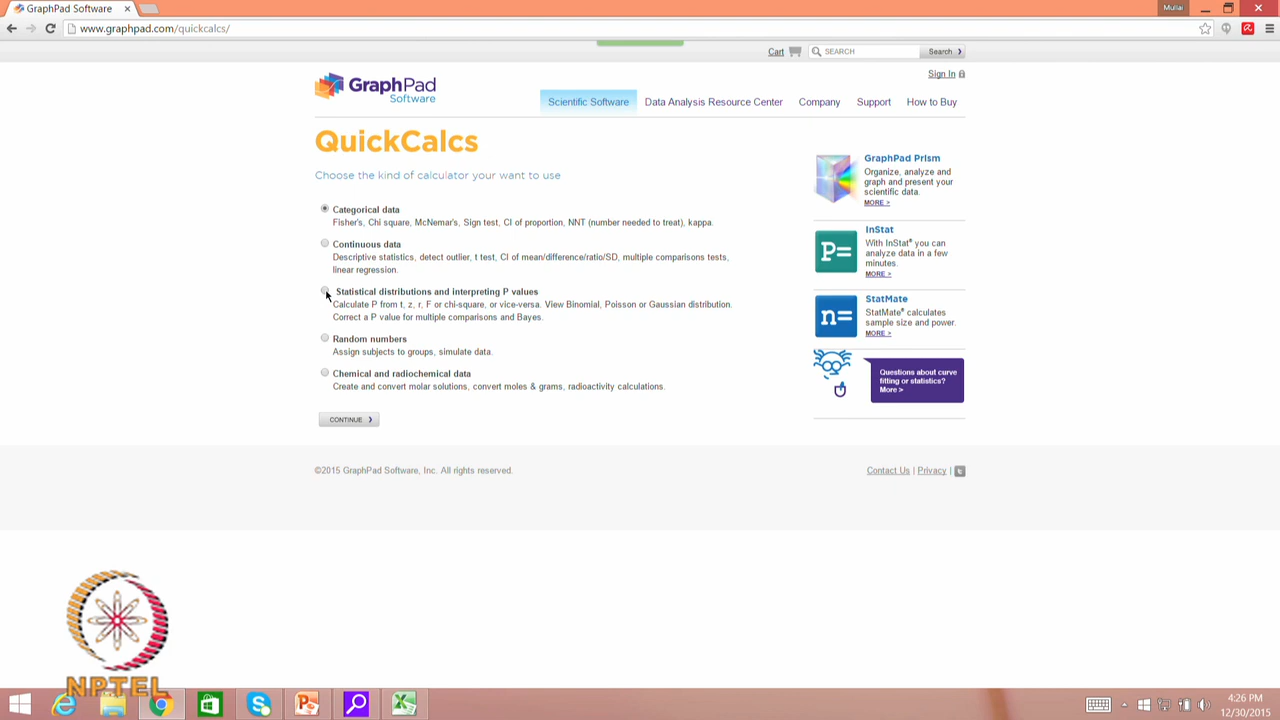 GraphPad Software
Mullai
www.graphpad.com/quickcalcs/
Cart
SEARCH
Search
Sign In
GraphPad
Software
Scientific Software
Data Analysis Resource Center
Company
Support
How to Buy
QuickCalcs
Choose the kind of calculator your want to use
Categorical data
Fisher's, Chi square, McNemar's, Sign test, CI of proportion, NNT (number needed to treat), kappa.
Continuous data
Descriptive statistics, detect outlier, t test, CI of mean/difference/ratio/SD, multiple comparisons tests,
linear regression.
Statistical distributions and interpreting P values
Calculate P from t, z, r, F or chi-square, or vice-versa. View Binomial, Poisson or Gaussian distribution.
Correct a P value for multiple comparisons and Bayes.
Random numbers
Assign subjects to groups, simulate data.
Chemical and radiochemical data
Create and convert molar solutions, convert moles & grams, radioactivity calculations.
CONTINUE
GraphPad Prism
Organize, analyze and
graph and present your
scientific data.
MORE >
P=
InStat
With InStat® you can
analyze data in a few
minutes.
MORE >
n=
StatMate
StatMate® calculates
sample size and power.
MORE >
Questions about curve
fitting or statistics?
More >
©2015 GraphPad Software, Inc. All rights reserved.
Contact Us | Privacy |
NPTEL
4:26 PM
12/30/2015